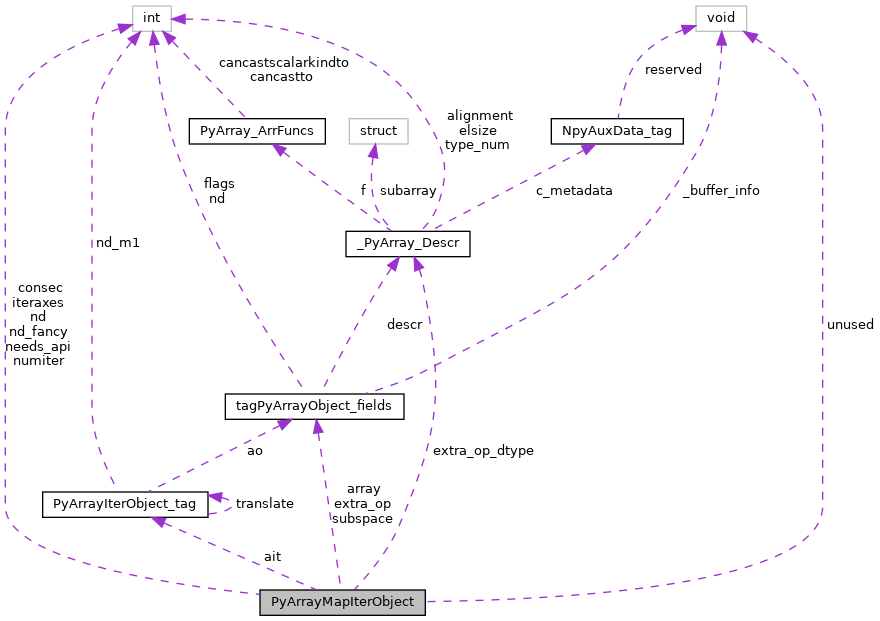 int
void
cancastscalarkindto
cancastto
reserved
alignment
elsize
type_num
PyArray_ArrFuncs
struct
NpyAuxData_tag
flags
nd
f
subarray
c_metadata
_buffer_info
nd_m1
_PyArray_Descr
consec
iteraxes
nd
nd_fancy
needs_api
numiter
descr
unused
tagPyArrayObject_fields
ao
extra_op_dtype
array
extra_op
subspace
PyArrayIterObject_tag
translate
ait
PyArrayMapIterObject